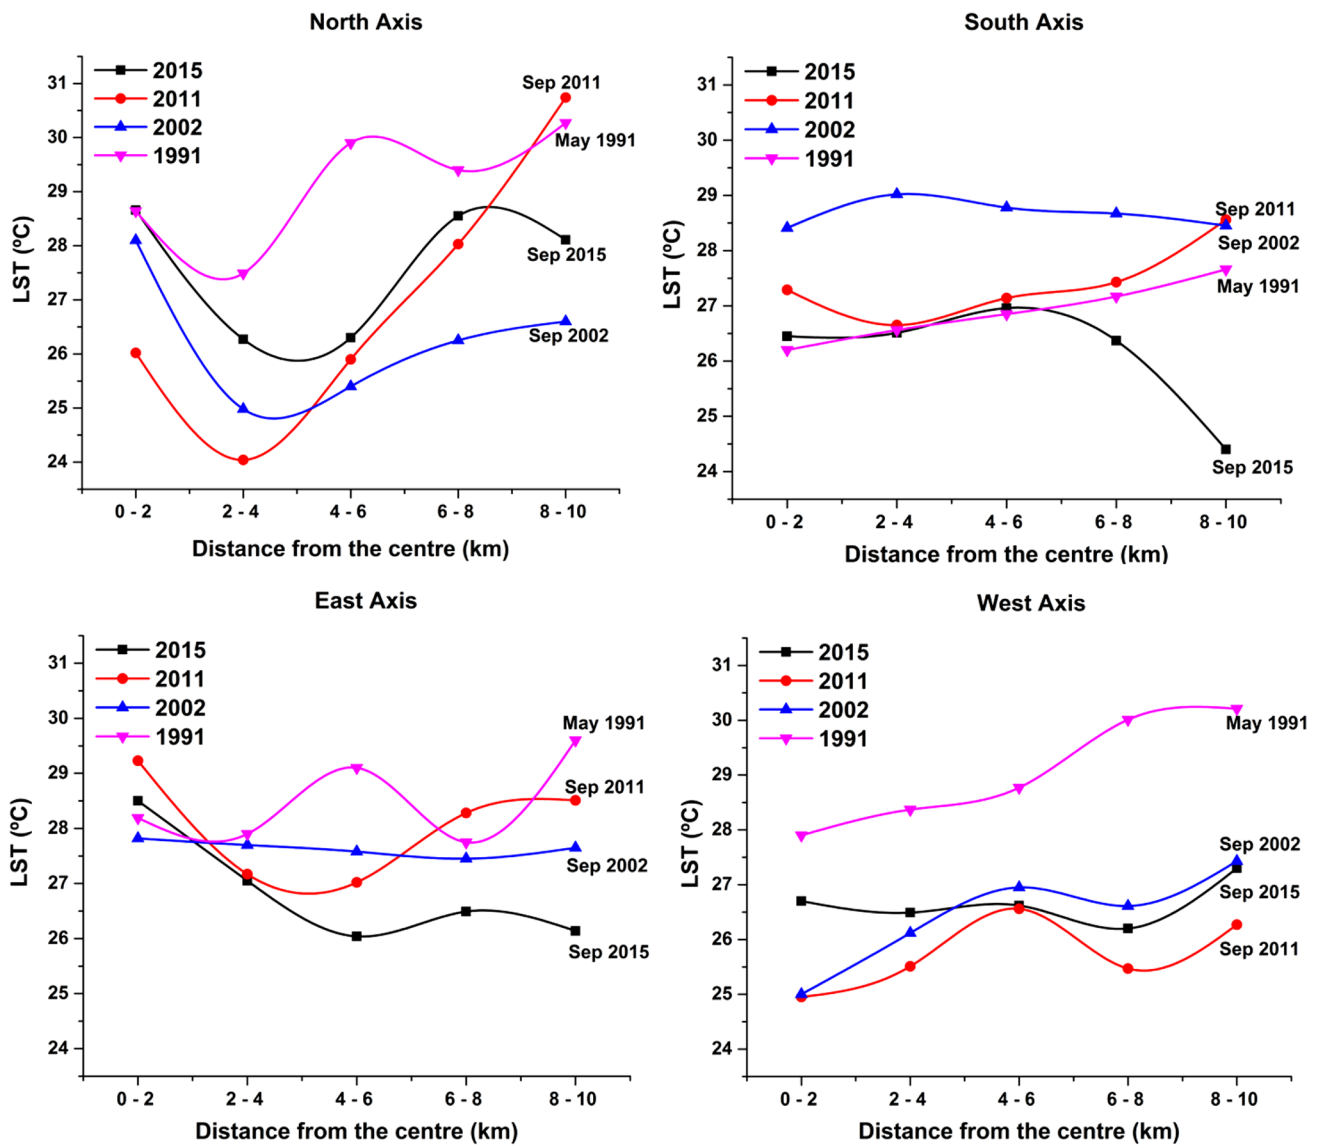 North Axis
2015
2011
2002
1991
31
30
29
28
27
26
25
24
LST (ºC)
Sep 2011
May 1991
Sep 2015
Sep 2002
0 - 2 2 - 4 4 - 6 6 - 8 8 - 10
Distance from the centre (km)
South Axis
2015
2011
2002
1991
31
30
29
28
27
26
25
24
LST (ºC)
Sep 2011
Sep 2002
May 1991
Sep 2015
0 - 2 2 - 4 4 - 6 6 - 8 8 - 10
Distance from the centre (km)
East Axis
2015
2011
2002
1991
31
30
29
28
27
26
25
24
LST (ºC)
May 1991
Sep 2011
Sep 2002
Sep 2015
0 - 2 2 - 4 4 - 6 6 - 8 8 - 10
Distance from the centre (km)
West Axis
2015
2011
2002
1991
31
30
29
28
27
26
25
24
LST (ºC)
May 1991
Sep 2002
Sep 2015
Sep 2011
0 - 2 2 - 4 4 - 6 6 - 8 8 - 10
Distance from the centre (km)